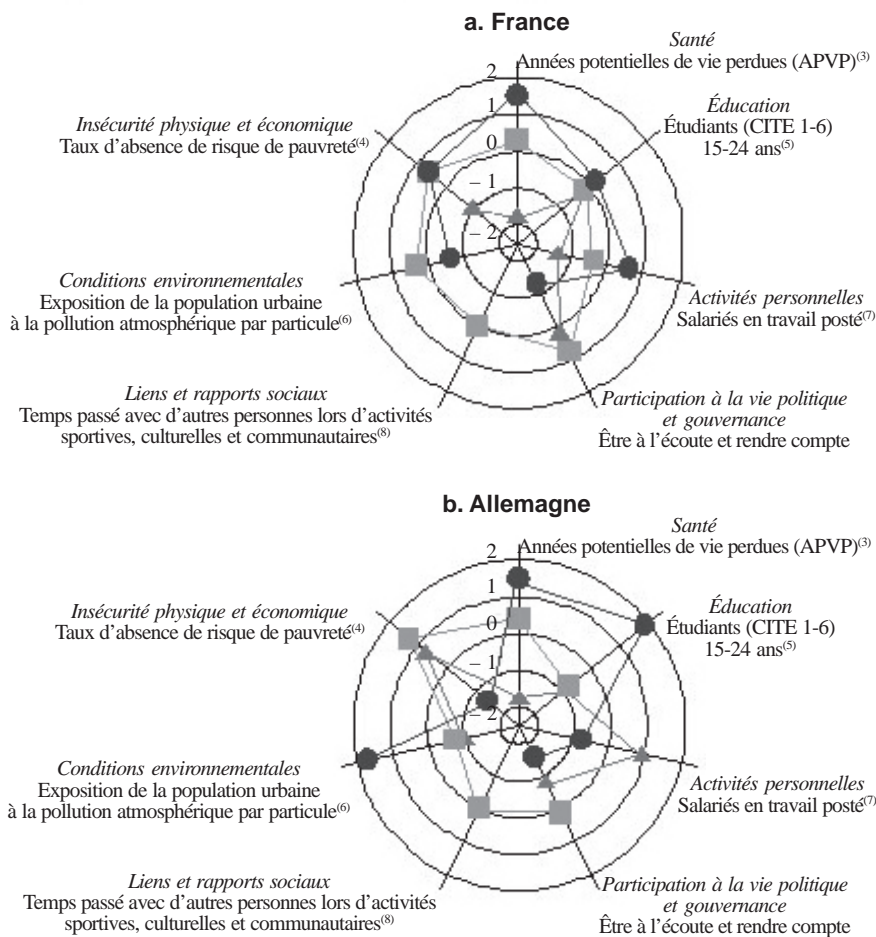 a. France
Santé
Années potentielles de vie perdues (APVP)(3)
Éducation
Étudiants (CITE 1-6)
15-24 ans(5)
Insécurité physique et économique
Taux d’absence de risque de pauvreté(4)
2
1
0
– 1
– 2
Conditions environnementales
Exposition de la population urbaine
à la pollution atmosphérique par particule(6)
Activités personnelles
Salariés en travail posté(7)
Liens et rapports sociaux
Temps passé avec d’autres personnes lors d’activités
sportives, culturelles et communautaires(8)
Participation à la vie politique
et gouvernance
Être à l’écoute et rendre compte
b. Allemagne
Santé
Années potentielles de vie perdues (APVP)(3)
Éducation
Étudiants (CITE 1-6)
15-24 ans(5)
Insécurité physique et économique
Taux d’absence de risque de pauvreté(4)
2
1
0
– 1
– 2
Conditions environnementales
Exposition de la population urbaine
à la pollution atmosphérique par particule(6)
Activités personnelles
Salariés en travail posté(7)
Liens et rapports sociaux
Temps passé avec d’autres personnes lors d’activités
sportives, culturelles et communautaires(8)
Participation à la vie politique
et gouvernance
Être à l’écoute et rendre compte